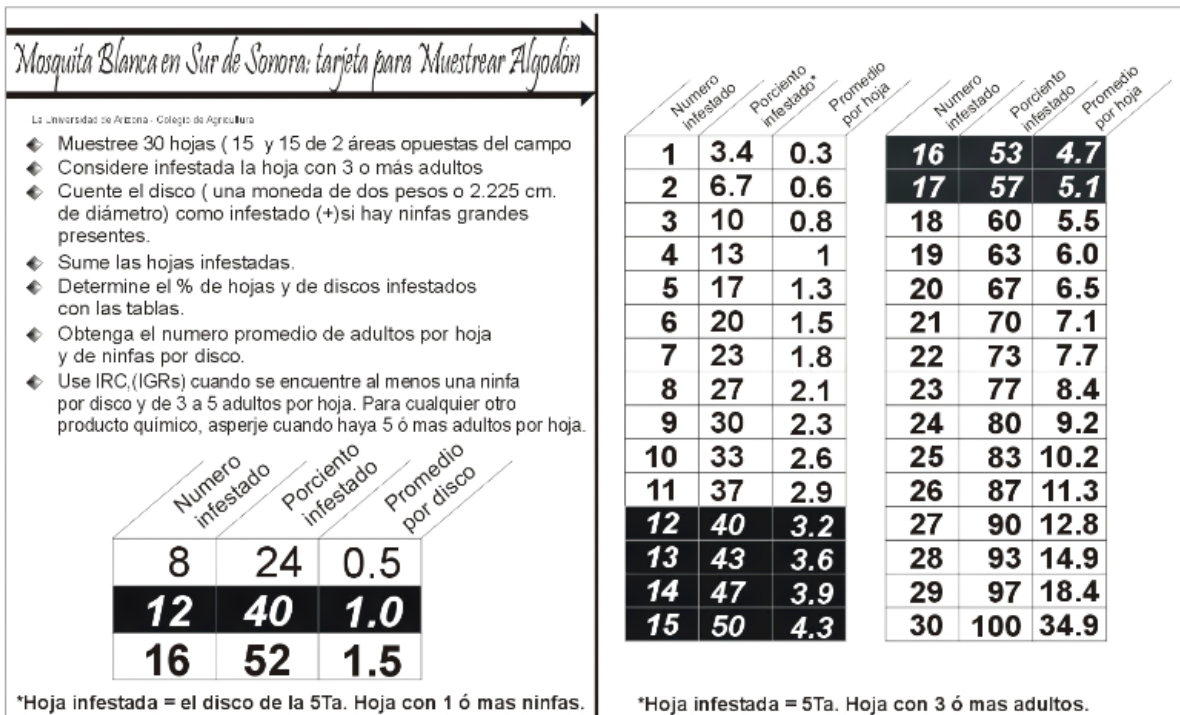 Mosquita Blanca en Sur de Sonora: tarjeta para Muestrear Algodón
La Universidad de Arizona - Colegio de Agricultura
Muestree 30 hojas ( 15 y 15 de 2 áreas opuestas del campo
Considere infestada la hoja con 3 o más adultos
Cuente el disco ( una moneda de dos pesos o 2.225 cm.
de diámetro) como infestado (+)si hay ninfas grandes
presentes.
Sume las hojas infestadas.
Determine el % de hojas y de discos infestados
con las tablas.
Obtenga el numero promedio de adultos por hoja
y de ninfas por disco.
Use IRC,(IGRs) cuando se encuentre al menos una ninfa
por disco y de 3 a 5 adultos por hoja. Para cualquier otro
producto químico, asperje cuando haya 5 ó mas adultos por hoja.
Numero infestado Porciento infestado Promedio por disco
8 24 0.5
12 40 1.0
16 52 1.5
*Hoja infestada = el disco de la 5Ta. Hoja con 1 ó mas ninfas.
Numero infestado Porciento infestado* Promedio por hoja
1 3.4 0.3
2 6.7 0.6
3 10 0.8
4 13 1
5 17 1.3
6 20 1.5
7 23 1.8
8 27 2.1
9 30 2.3
10 33 2.6
11 37 2.9
12 40 3.2
13 43 3.6
14 47 3.9
15 50 4.3
Numero infestado Porciento infestado Promedio por hoja
16 53 4.7
17 57 5.1
18 60 5.5
19 63 6.0
20 67 6.5
21 70 7.1
22 73 7.7
23 77 8.4
24 80 9.2
25 83 10.2
26 87 11.3
27 90 12.8
28 93 14.9
29 97 18.4
30 100 34.9
*Hoja infestada = 5Ta. Hoja con 3 ó mas adultos.